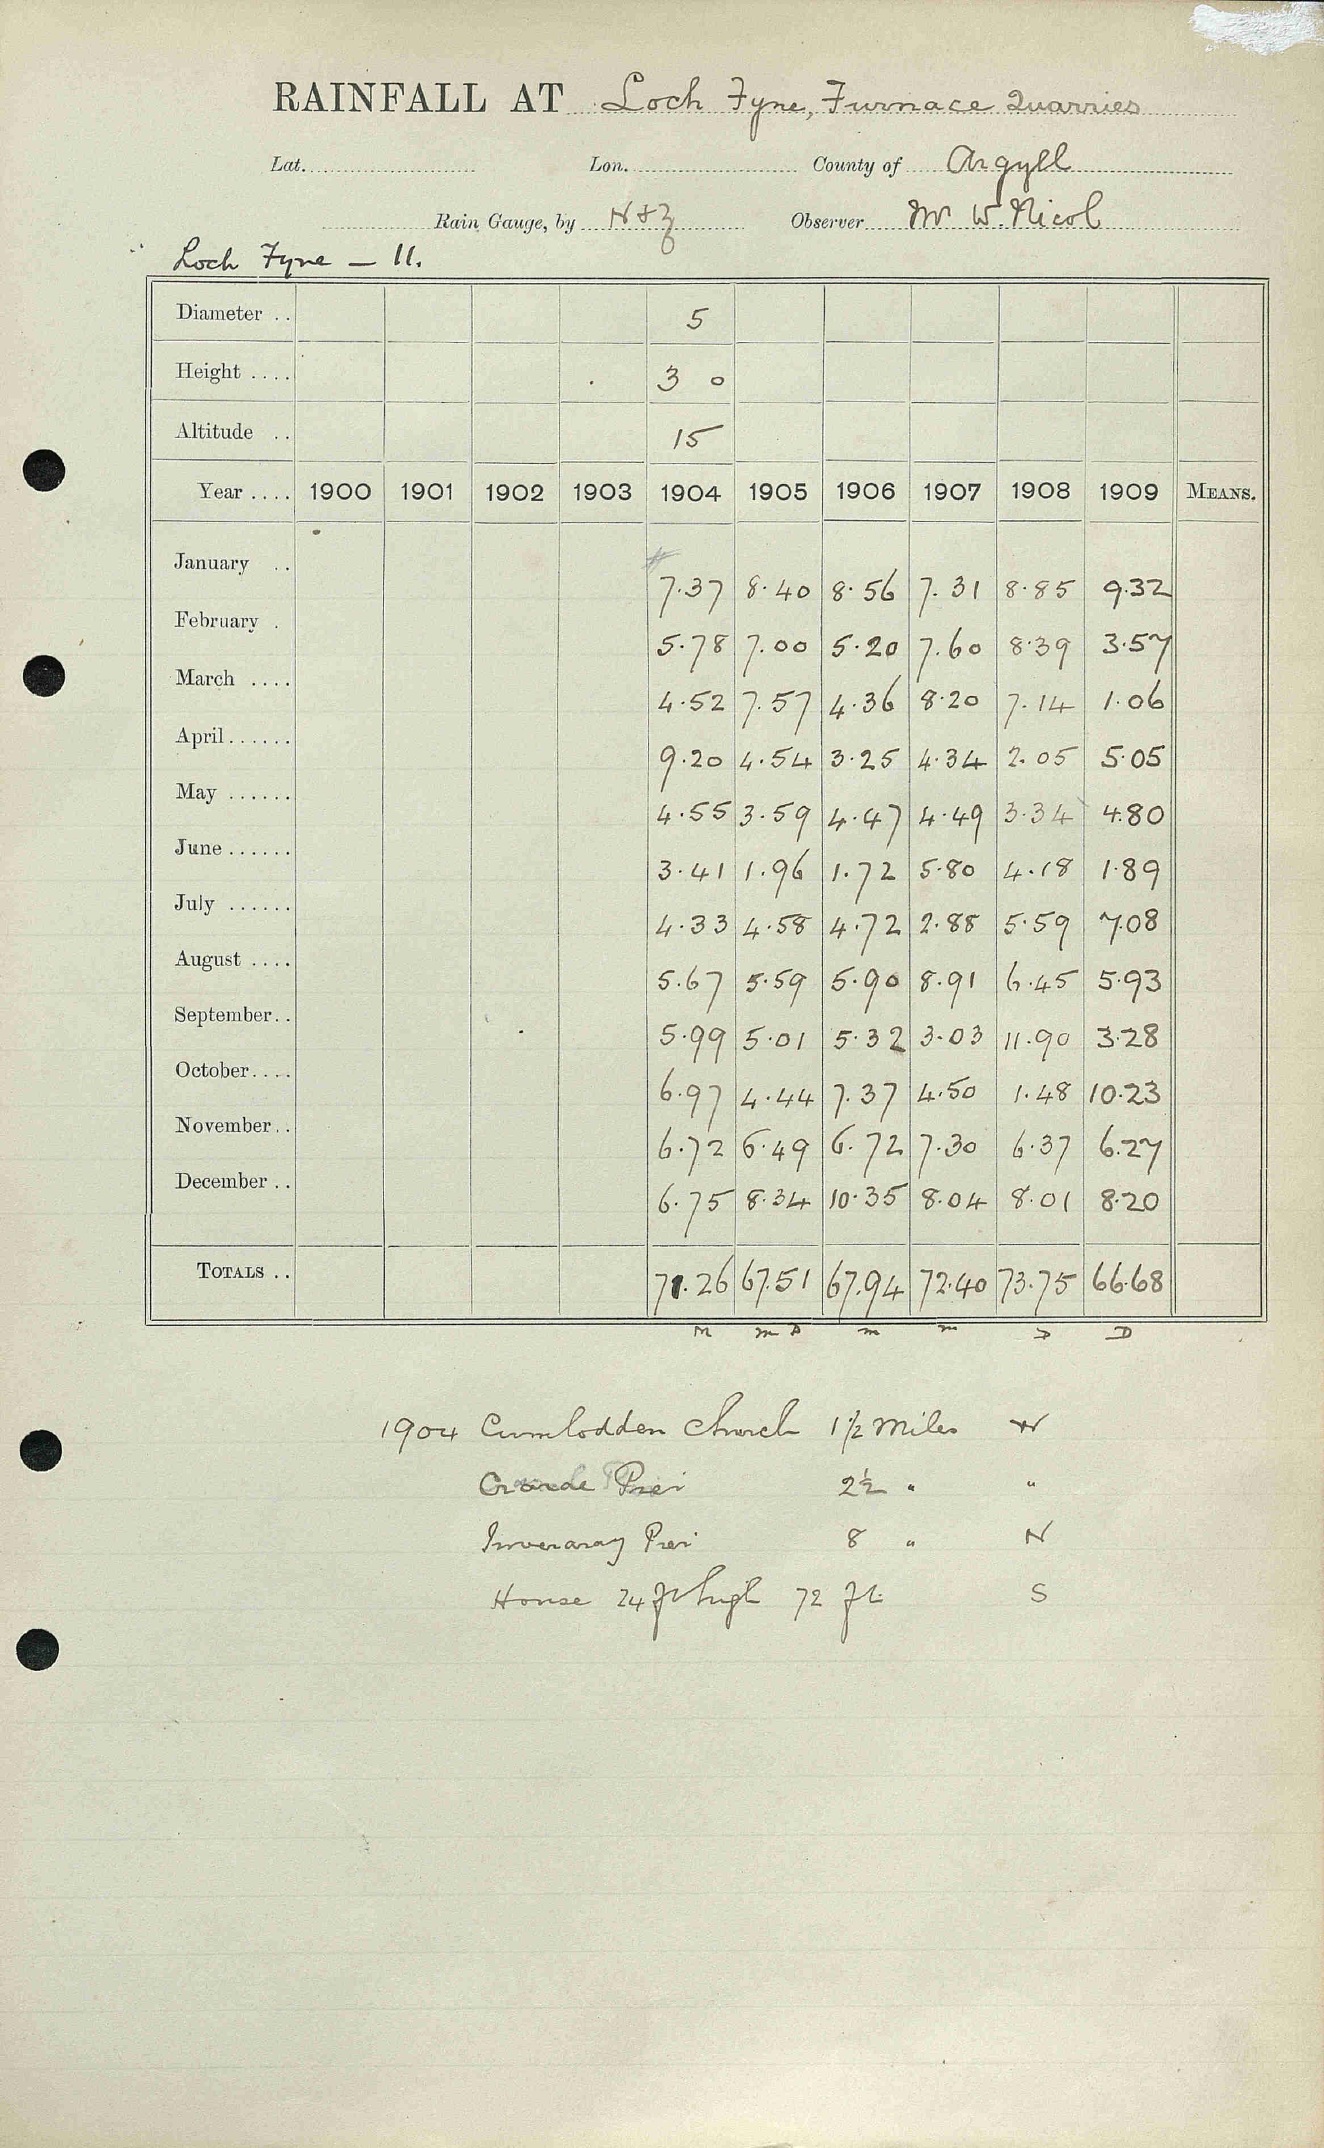 RAINFALL AT Loch Fyne, Furnace Quarries
Lat. Lon. County of Argyll
Rain Gauge, by N & Z Observer Mr W. Nicol
Loch Fyne - 11.
Diameter .. 5
Height .... 3 0
Altitude .. 15
Year .... 1900 1901 1902 1903 1904 1905 1906 1907 1908 1909 MEANS.
January .. 7.37 8.40 8.56 7.31 8.85 9.32
February . 5.78 7.00 5.20 7.60 8.39 3.57
March .... 4.52 7.57 4.36 8.20 7.14 1.06
April...... 9.20 4.54 3.25 4.34 2.05 5.05
May ...... 4.55 3.59 4.47 4.49 3.34 4.80
June ...... 3.41 1.96 1.72 5.80 4.18 1.89
July ...... 4.33 4.58 4.72 2.88 5.59 7.08
August .... 5.67 5.59 5.90 8.91 6.45 5.93
September.. 5.99 5.01 5.32 3.03 11.90 3.28
October.... 6.97 4.44 7.37 4.50 1.48 10.23
November.. 6.72 6.49 6.72 7.30 6.37 6.27
December .. 6.75 8.34 10.35 8.04 8.01 8.20
TOTALS .. 71.26 67.51 67.94 72.40 73.75 66.68
M m D m m D D
1904 Cumlodden Church 1 1/2 Miles W
Pier 2 1/2 " "
Inveraray Pier 8 " N
House 24 ft high 72 ft S